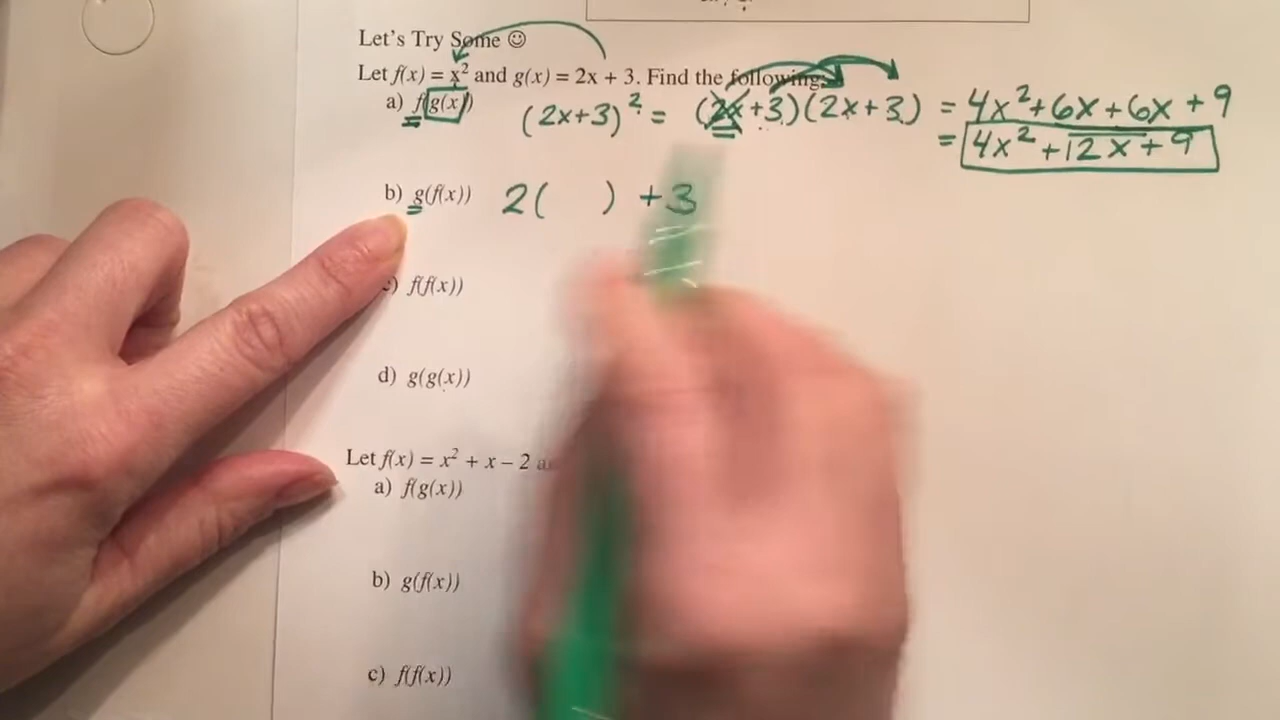 Let's Try Some ☺
Let f(x) = x² and g(x) = 2x + 3. Find the following:
a) f(g(x)) (2x+3)² = (2x+3)(2x+3) = 4x²+6x+6x+9
= 4x²+12x+9
b) g(f(x)) 2( ) +3
c) f(f(x))
d) g(g(x))
Let f(x) = x² + x – 2
a) f(g(x))
b) g(f(x))
c) f(f(x))